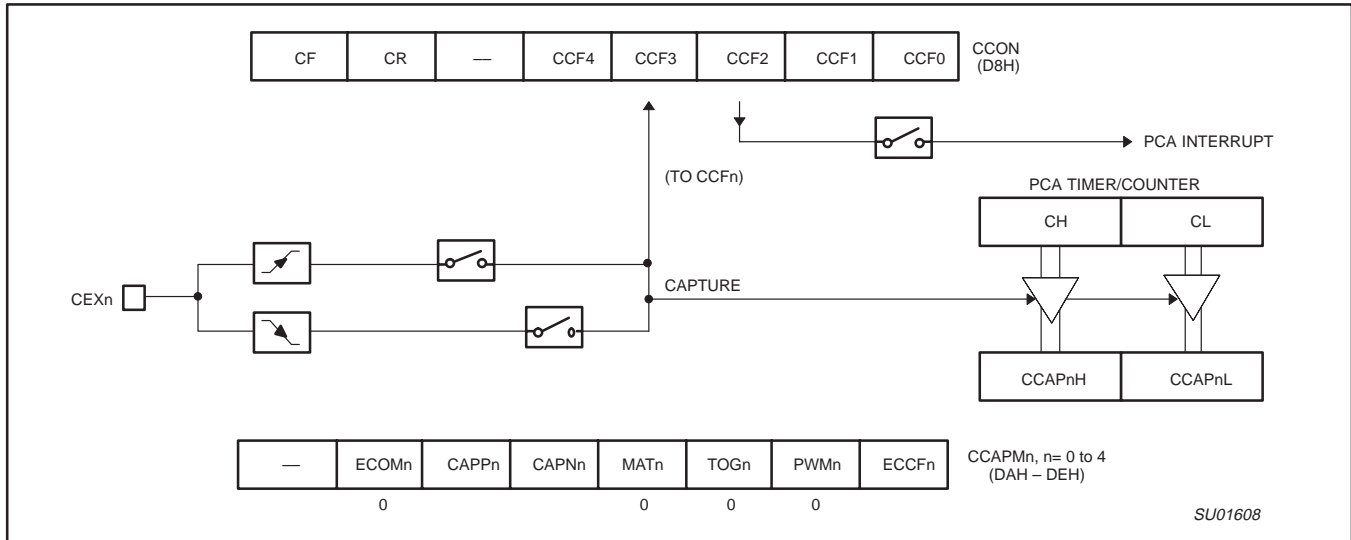 CF CR — CCF4 CCF3 CCF2 CCF1 CCF0 CCON
(D8H)
PCA INTERRUPT
(TO CCFn)
PCA TIMER/COUNTER
CH CL
CEXn
CAPTURE
CCAPnH CCAPnL
— ECOMn CAPPn CAPNn MATn TOGn PWMn ECCFn CCAPMn, n= 0 to 4
(DAH – DEH)
0 0 0 0
SU01608